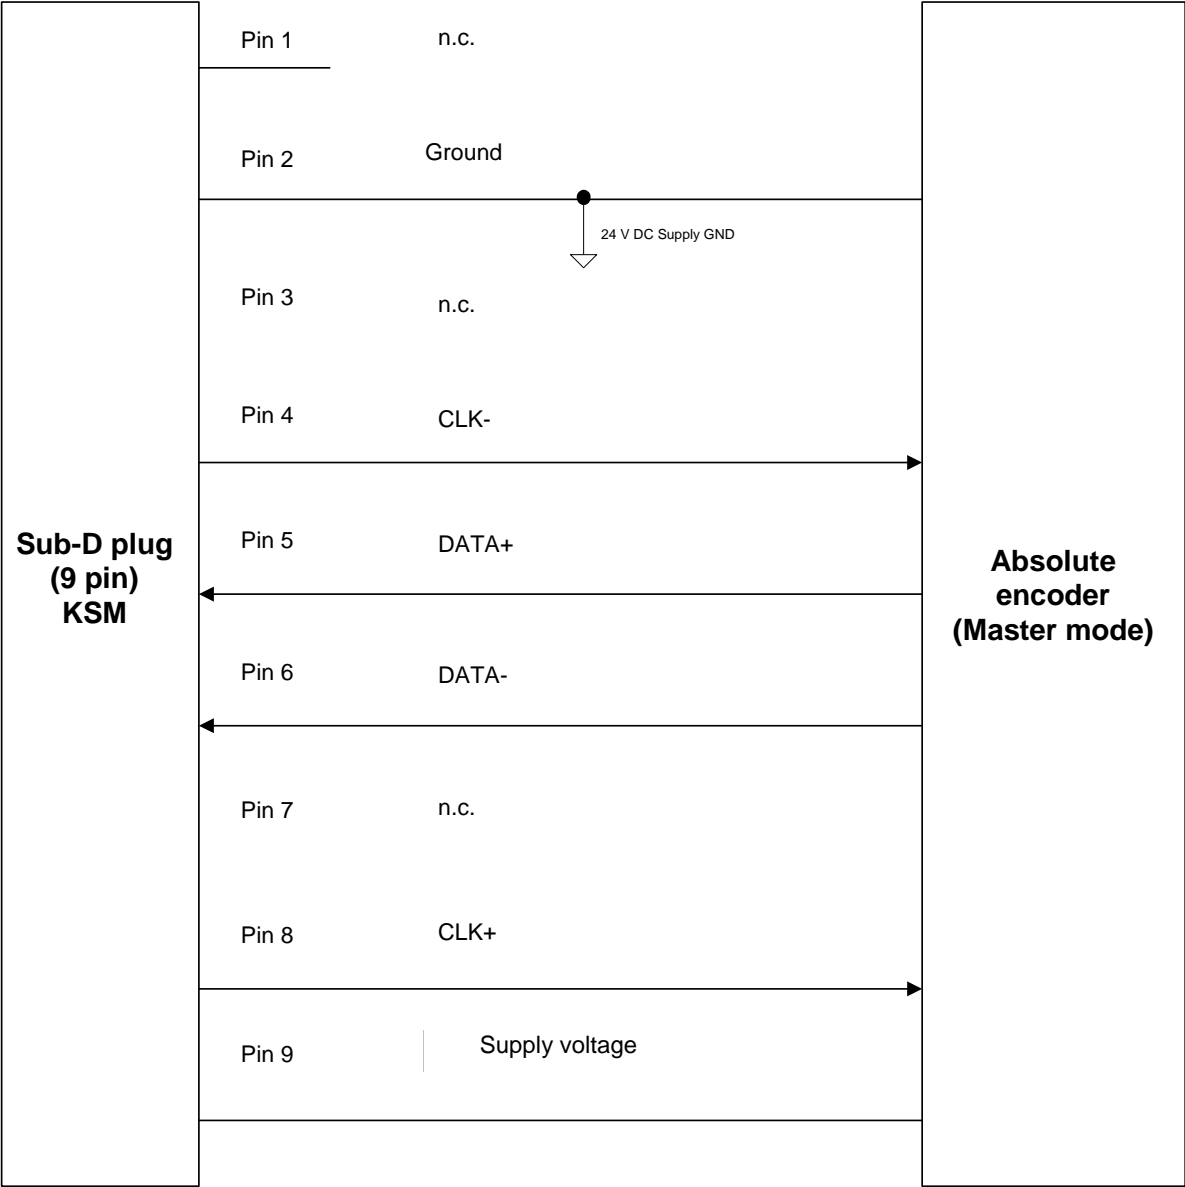 Pin 1 n.c.
Pin 2 Ground
24 V DC Supply GND
Pin 3 n.c.
Pin 4 CLK-
Pin 5 DATA+
Pin 6 DATA-
Pin 7 n.c.
Pin 8 CLK+
Pin 9 Supply voltage
Sub-D plug
(9 pin)
KSM
Absolute
encoder
(Master mode)